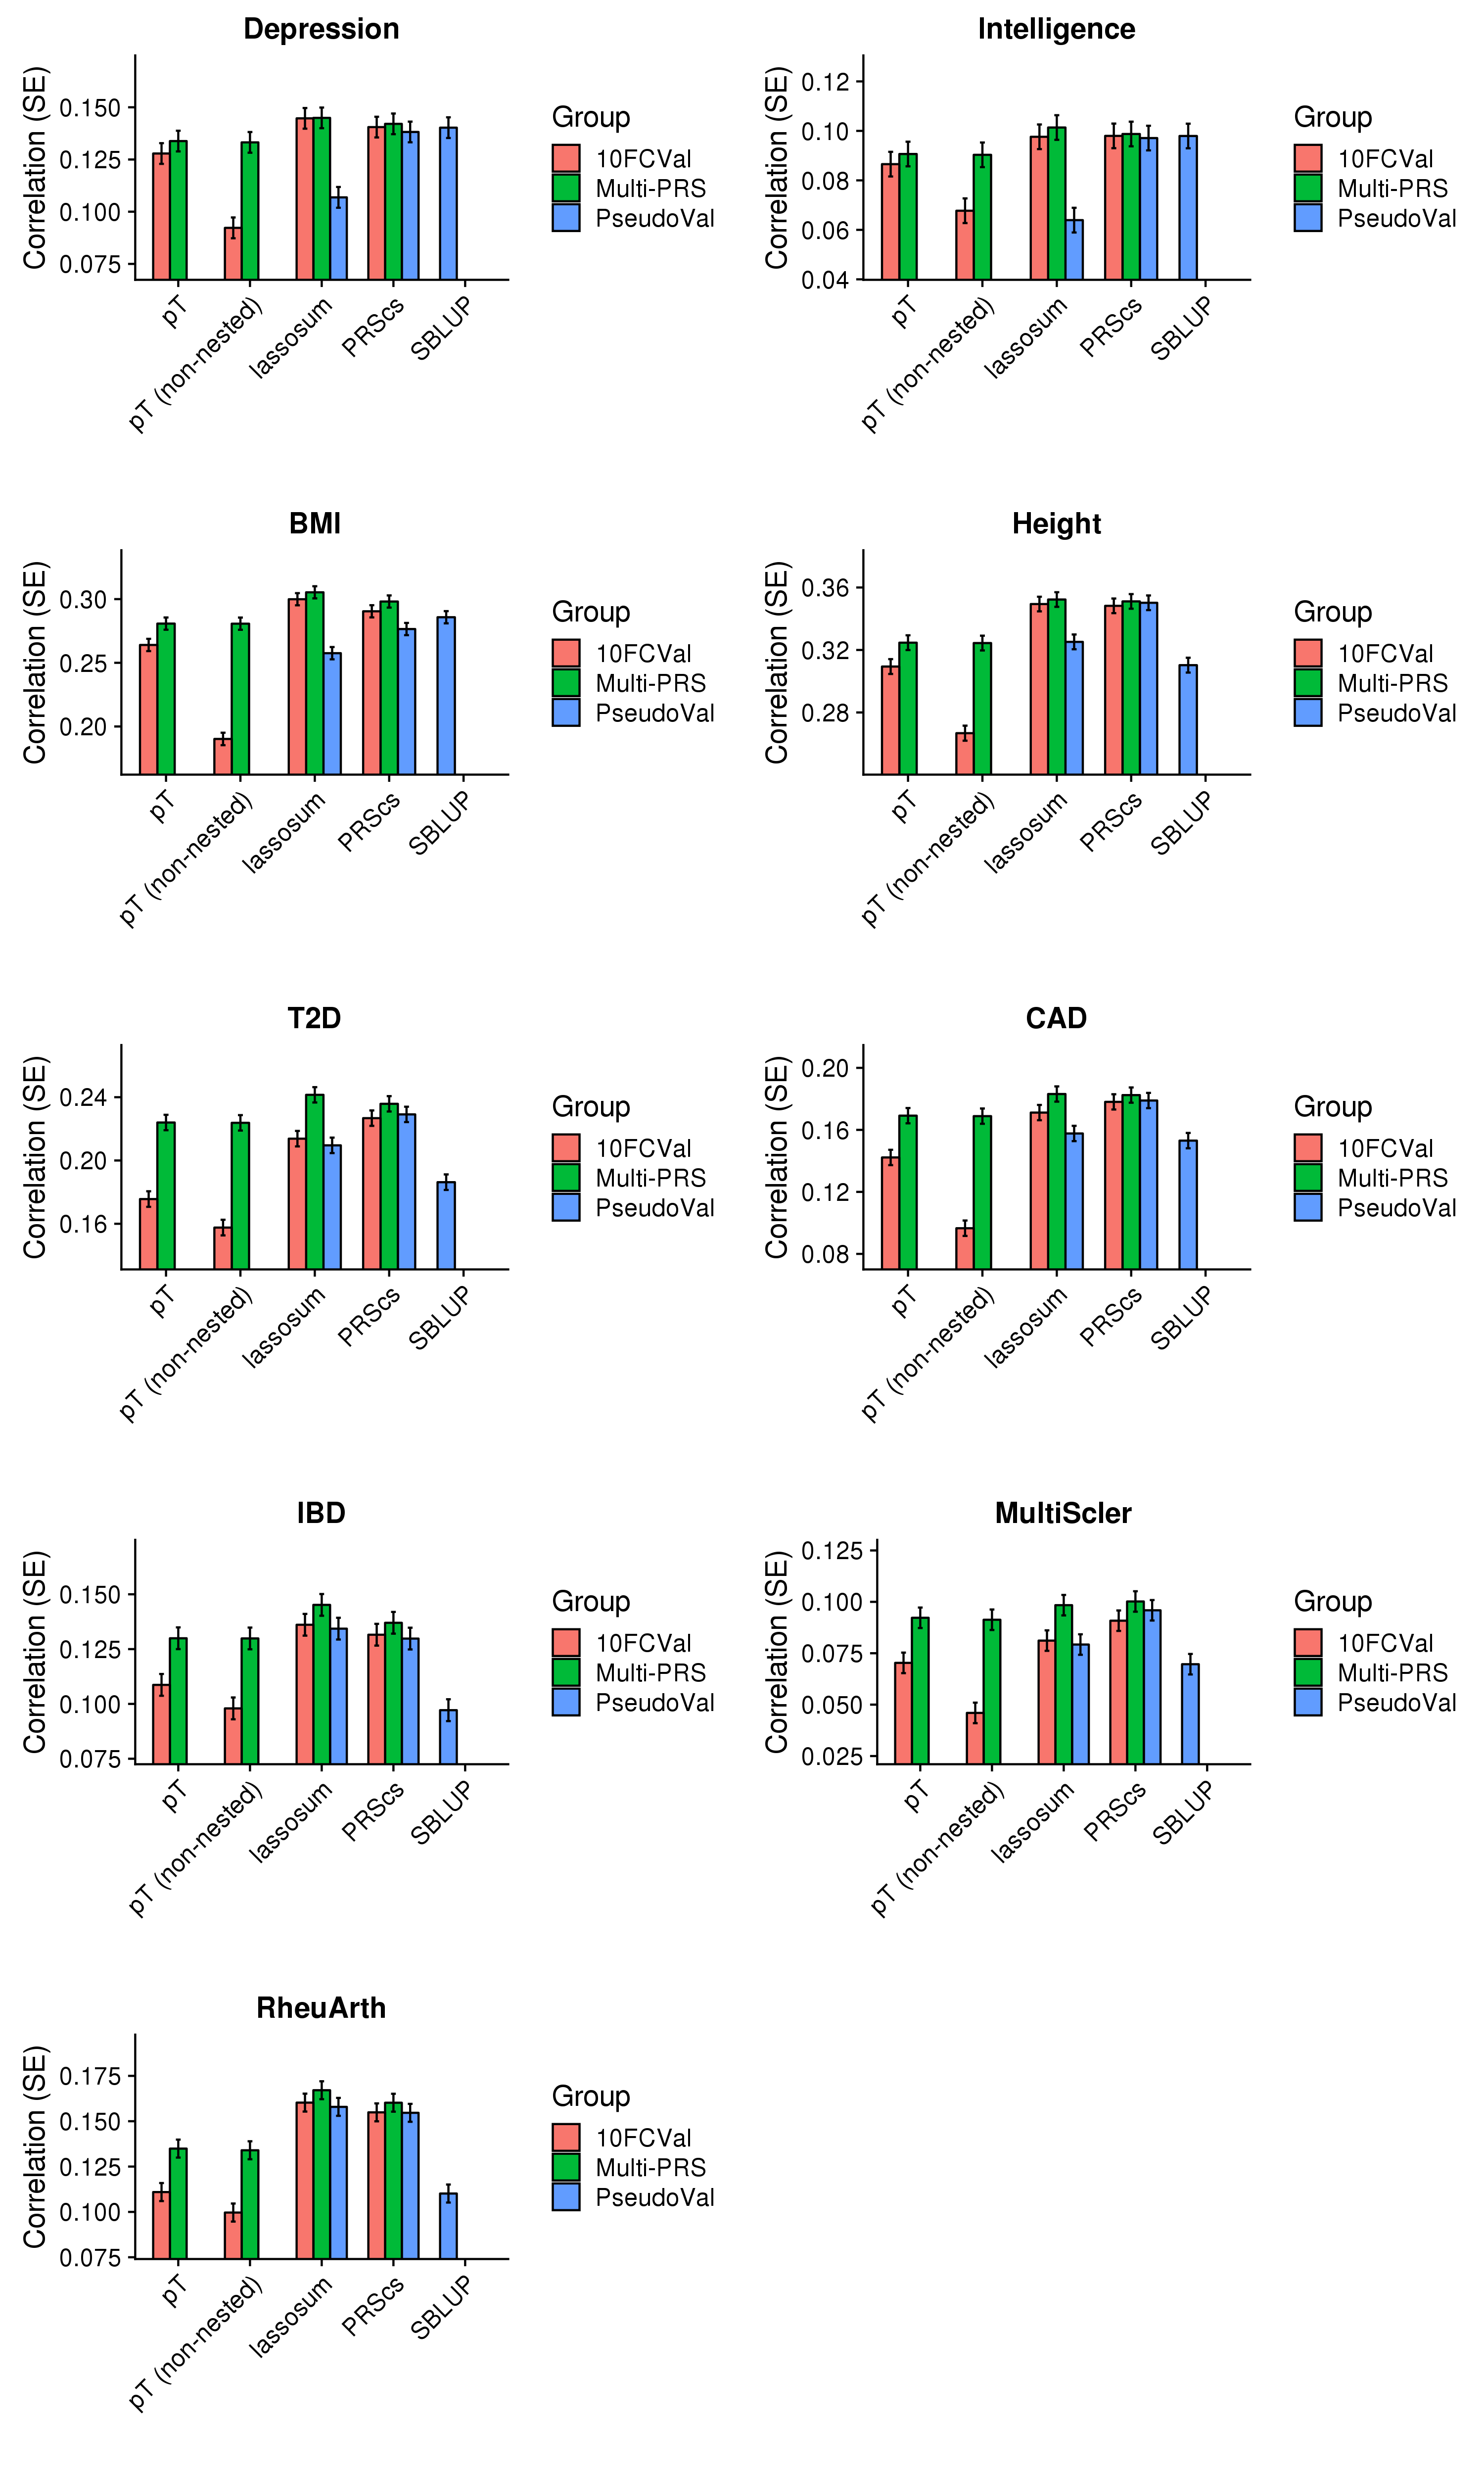 Depression
Correlation (SE)
0.150
0.125
0.100
0.075
pT
pT (non-nested)
lassosum
PRScs
SBLUP
Group
10FCVal
Multi-PRS
PseudoVal
Intelligence
Correlation (SE)
0.12
0.10
0.08
0.06
0.04
pT
pT (non-nested)
lassosum
PRScs
SBLUP
Group
10FCVal
Multi-PRS
PseudoVal
BMI
Correlation (SE)
0.30
0.25
0.20
pT
pT (non-nested)
lassosum
PRScs
SBLUP
Group
10FCVal
Multi-PRS
PseudoVal
Height
Correlation (SE)
0.36
0.32
0.28
pT
pT (non-nested)
lassosum
PRScs
SBLUP
Group
10FCVal
Multi-PRS
PseudoVal
T2D
Correlation (SE)
0.24
0.20
0.16
pT
pT (non-nested)
lassosum
PRScs
SBLUP
Group
10FCVal
Multi-PRS
PseudoVal
CAD
Correlation (SE)
0.20
0.16
0.12
0.08
pT
pT (non-nested)
lassosum
PRScs
SBLUP
Group
10FCVal
Multi-PRS
PseudoVal
IBD
Correlation (SE)
0.150
0.125
0.100
0.075
pT
pT (non-nested)
lassosum
PRScs
SBLUP
Group
10FCVal
Multi-PRS
PseudoVal
MultiScler
Correlation (SE)
0.125
0.100
0.075
0.050
0.025
pT
pT (non-nested)
lassosum
PRScs
SBLUP
Group
10FCVal
Multi-PRS
PseudoVal
RheuArth
Correlation (SE)
0.175
0.150
0.125
0.100
0.075
pT
pT (non-nested)
lassosum
PRScs
SBLUP
Group
10FCVal
Multi-PRS
PseudoVal